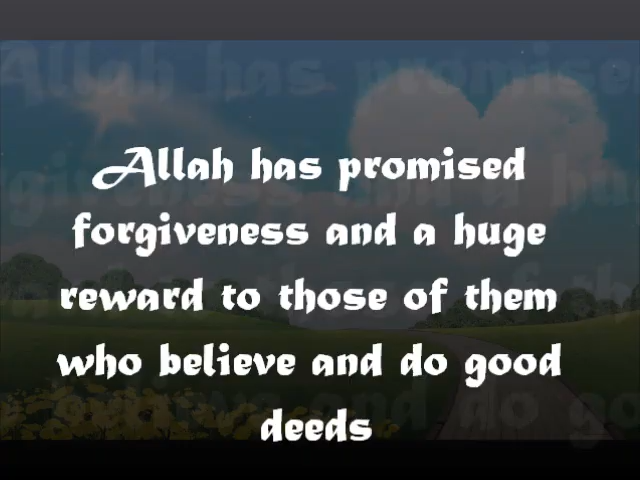 Allah has promised
forgiveness and a huge
reward to those of them
who believe and do good
deeds